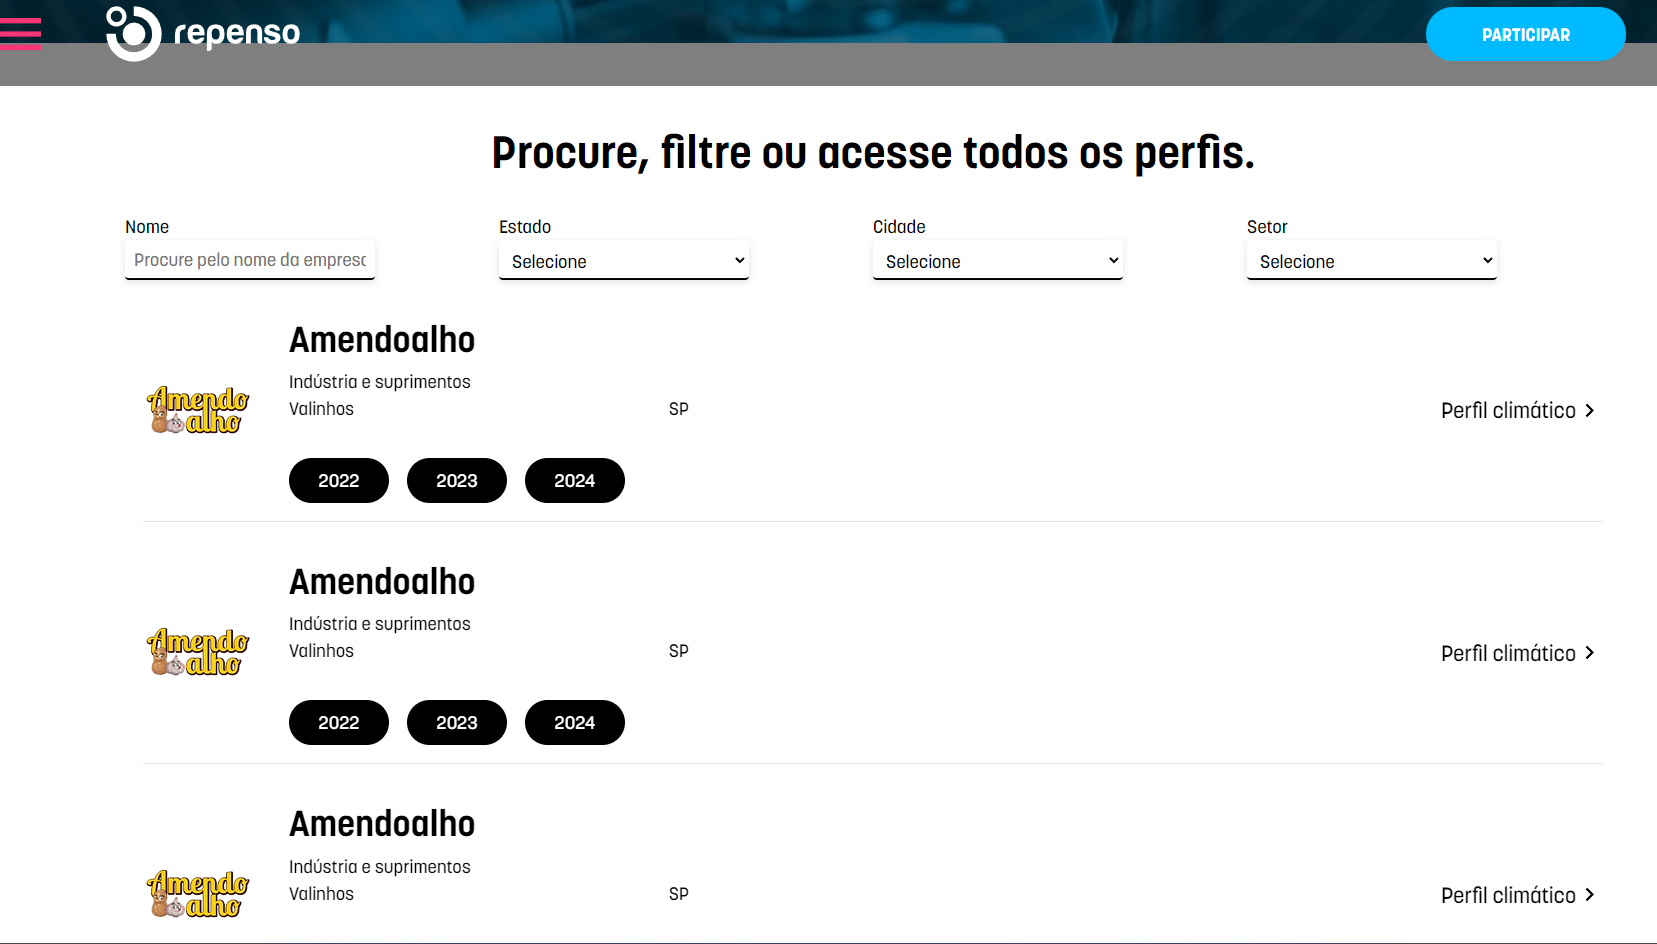 repenso
PARTICIPAR
Procure, filtre ou acesse todos os perfis.
Nome
Estado
Cidade
Setor
Procure pelo nome da empresa
Selecione
Selecione
Selecione
Amendoalho
Indústria e suprimentos
Amendo
alho
Valinhos
SP
Perfil climático
2022
2023
2024
Amendoalho
Indústria e suprimentos
Amendo
alho
Valinhos
SP
Perfil climático
2022
2023
2024
Amendoalho
Indústria e suprimentos
Amendo
alho
Valinhos
SP
Perfil climático